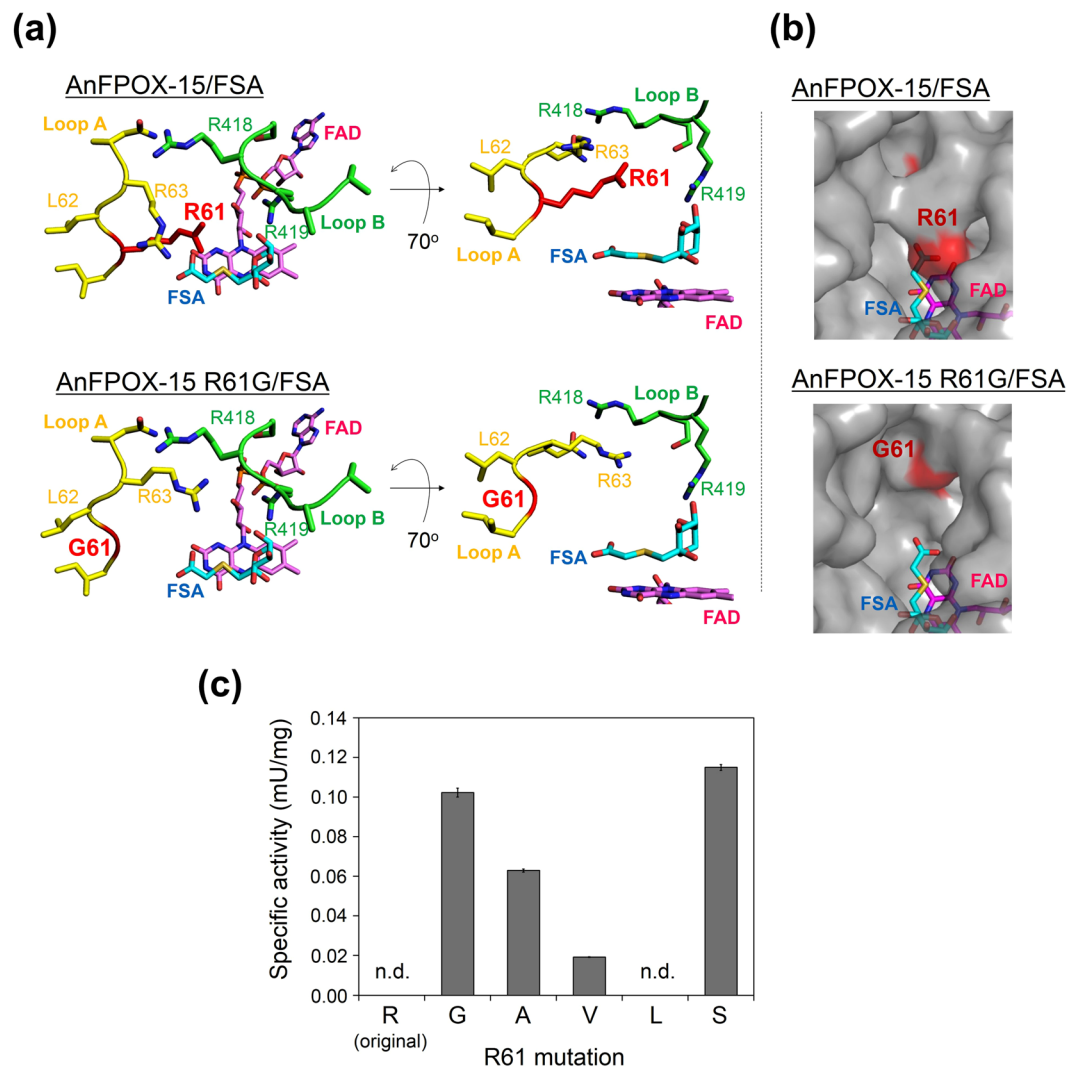 (a)
AnFPOX-15/FSA
Loop A
R418
FAD
L62
R63
R61
Loop B
R419
FSA
70°
Loop B
R418
L62
R63
R61
R419
Loop A
FSA
FAD
AnFPOX-15 R61G/FSA
Loop A
R418
FAD
L62
R63
G61
Loop B
R419
FSA
70°
Loop B
R418
L62
R63
G61
R419
Loop A
FSA
FAD
(b)
AnFPOX-15/FSA
R61
FAD
FSA
AnFPOX-15 R61G/FSA
G61
FAD
FSA
(c)
Specific activity (mU/mg)
0.14
0.12
0.10
0.08
0.06
0.04
0.02
0.00
n.d.
n.d.
R G A V L S
(original)
R61 mutation